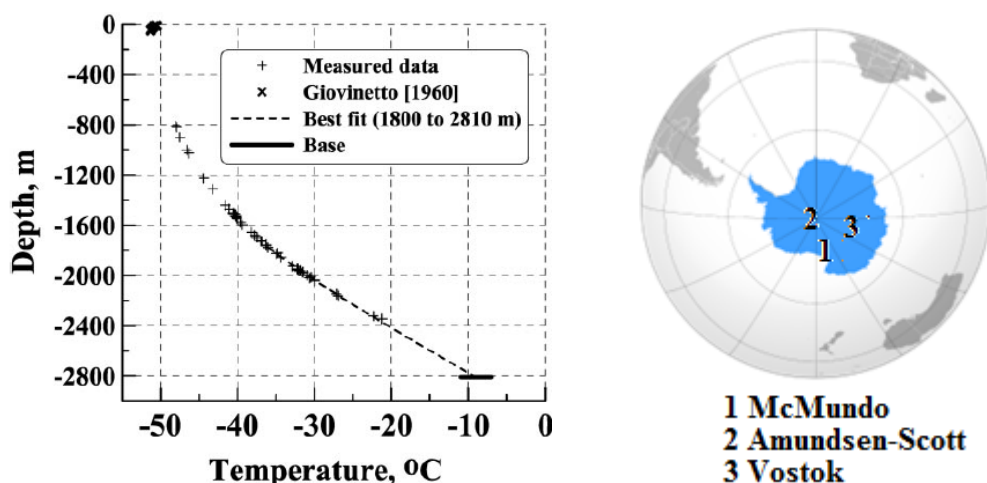 0
-400
-800
-1200
-1600
-2000
-2400
-2800
Depth, m
Measured data
Giovinetto [1960]
Best fit (1800 to 2810 m)
Base
-50 -40 -30 -20 -10 0
Temperature, ºC
2
3
1
1 McMundo
2 Amundsen-Scott
3 Vostok